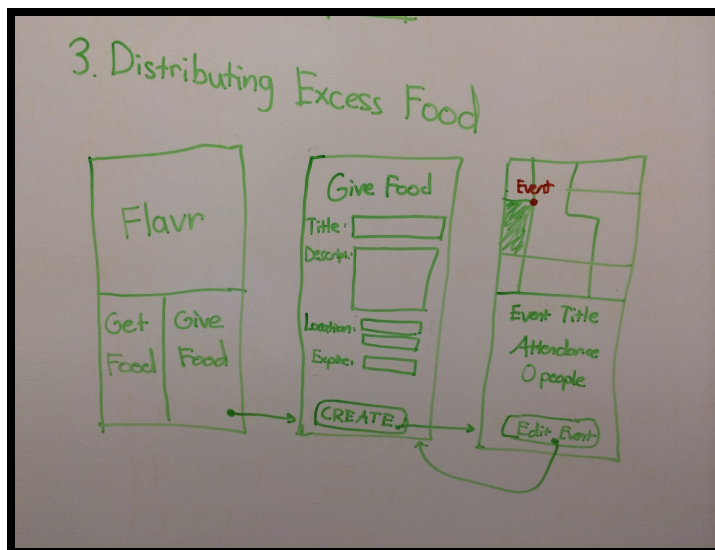 3. Distributing Excess Food
Flavr
Get Food
Give Food
Give Food
Title:
Descript.:
Location:
Expire:
CREATE
Event
Event Title
Attendance
0 people
Edit Event